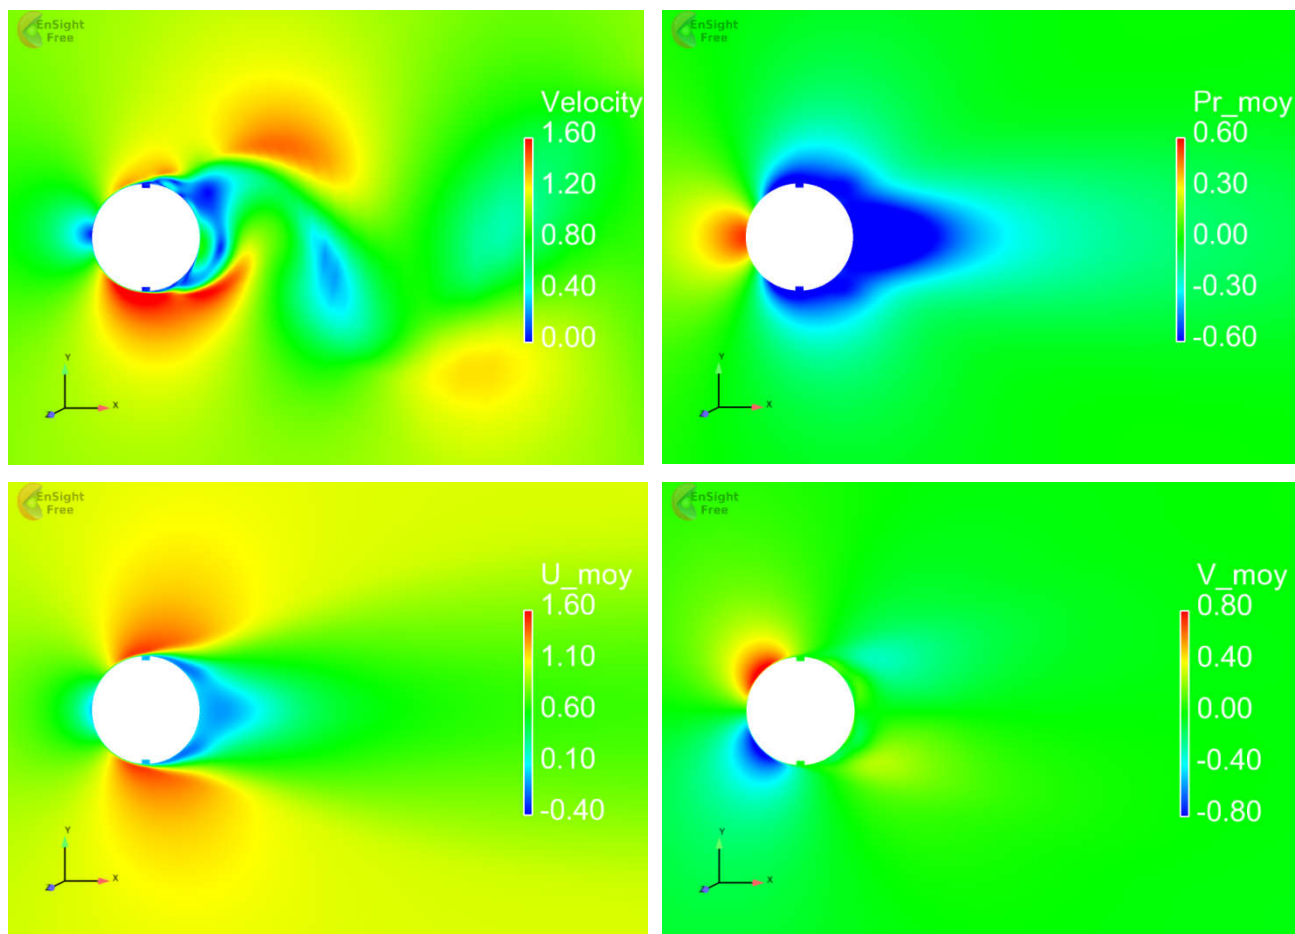 EnSight
Free
Velocity
1.60
1.20
0.80
0.40
0.00
Y
X
Z
EnSight
Free
Pr_moy
0.60
0.30
0.00
-0.30
-0.60
Y
X
Z
EnSight
Free
U_moy
1.60
1.10
0.60
0.10
-0.40
Y
X
Z
EnSight
Free
V_moy
0.80
0.40
0.00
-0.40
-0.80
Y
X
Z